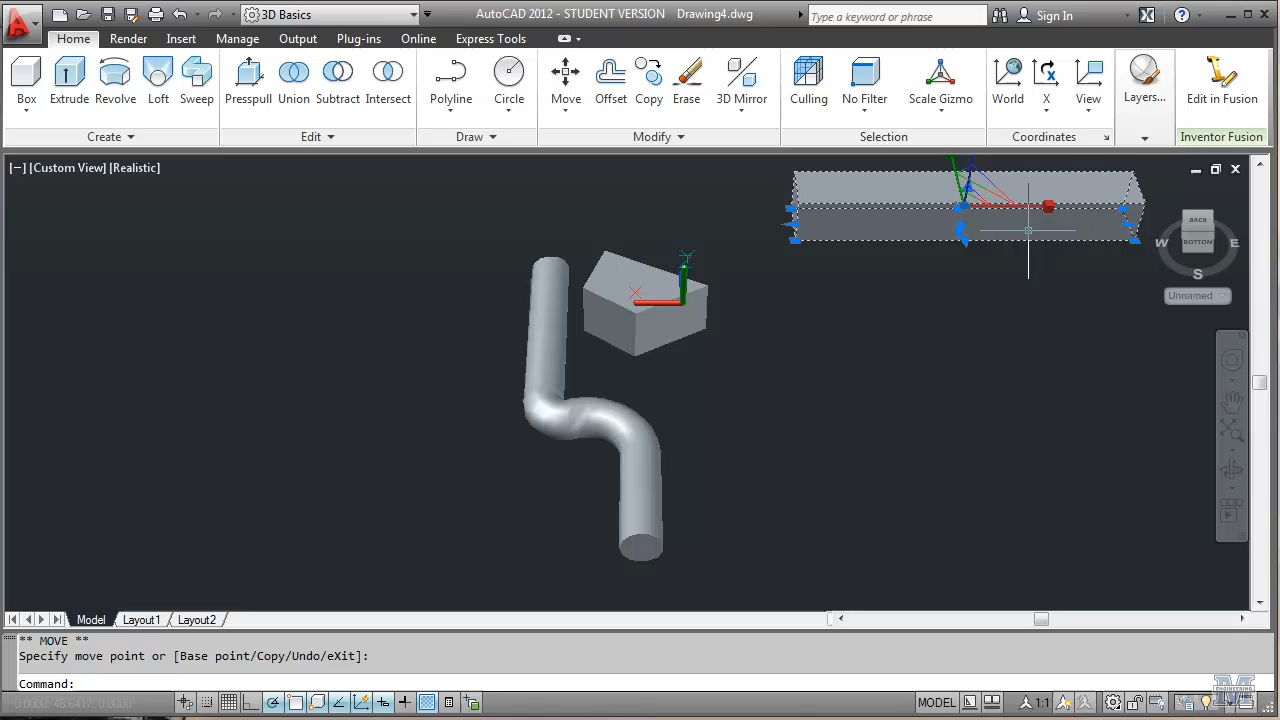 3D Basics
AutoCAD 2012 - STUDENT VERSION Drawing4.dwg
Type a keyword or phrase
Sign In
Home Render Insert Manage Output Plug-ins Online Express Tools
Box Extrude Revolve Loft Sweep Presspull Union Subtract Intersect Polyline Circle Move Offset Copy Erase 3D Mirror Culling No Filter Scale Gizmo World X View Layers... Edit in Fusion
Create Edit Draw Modify Selection Coordinates Inventor Fusion
[−] [Custom View] [Realistic]
BACK
W BOTTOM E
S
Unnamed
Model Layout1 Layout2
** MOVE **
Specify move point or [Base point/Copy/Undo/eXit]:
Command:
MODEL 1:1
ENGINEERING